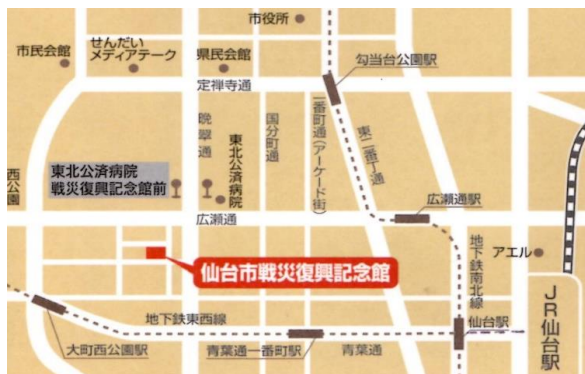 市役所
せんだい
メディアテーク
市民会館
県民会館
勾当台公園駅
定禅寺通
晩翠通
国分町通
一番町通(アーケード街)
東二番丁通
西公園
東北公済病院
戦災復興記念館前
東北公済病院
広瀬通駅
広瀬通
地下鉄南北線
アエル
仙台市戦災復興記念館
JR仙台駅
地下鉄東西線
仙台駅
大町西公園駅
青葉通一番町駅
青葉通